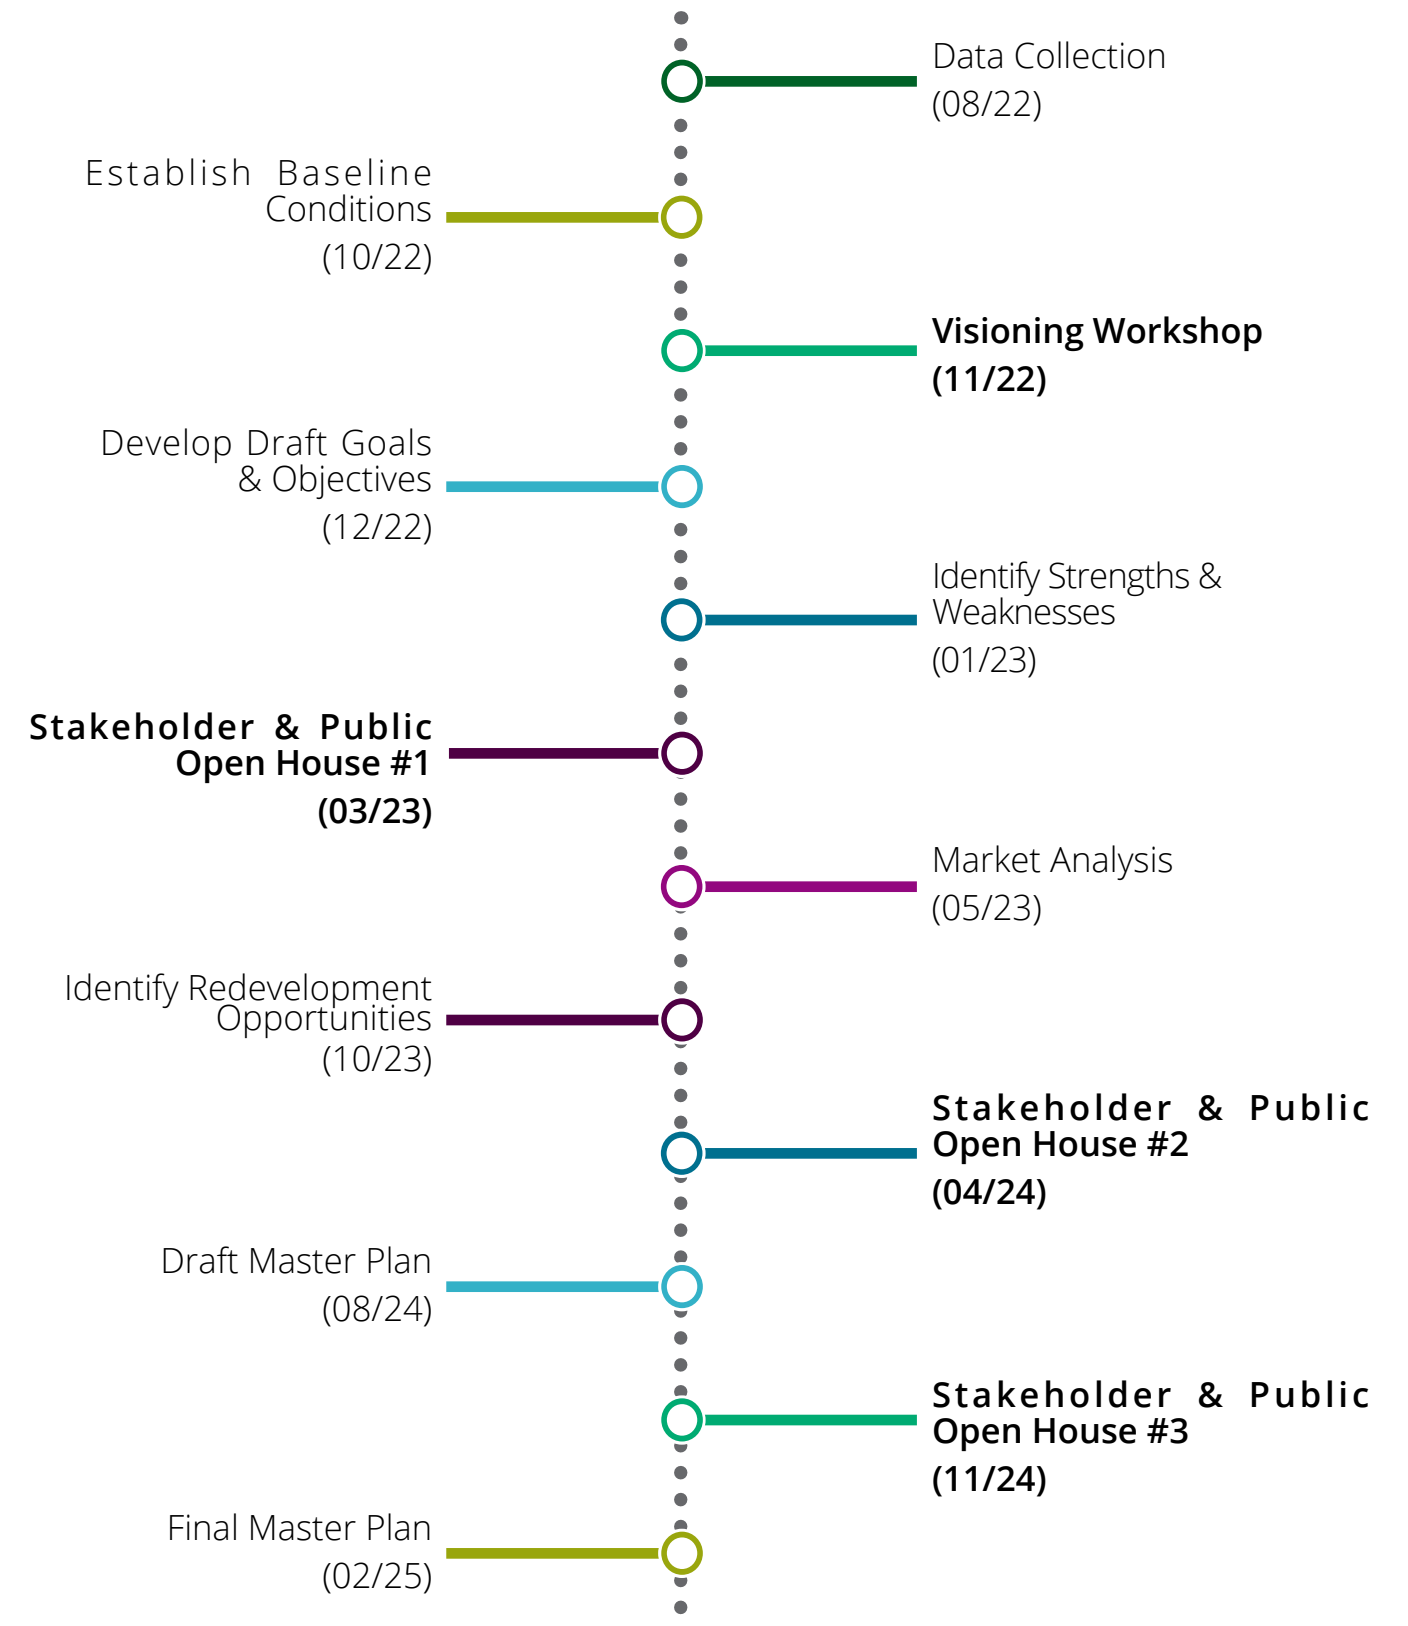 Data Collection
(08/22)
Establish Baseline
Conditions
(10/22)
Visioning Workshop
(11/22)
Develop Draft Goals
& Objectives
(12/22)
Identify Strengths &
Weaknesses
(01/23)
Stakeholder & Public
Open House #1
(03/23)
Market Analysis
(05/23)
Identify Redevelopment
Opportunities
(10/23)
Stakeholder & Public
Open House #2
(04/24)
Draft Master Plan
(08/24)
Stakeholder & Public
Open House #3
(11/24)
Final Master Plan
(02/25)